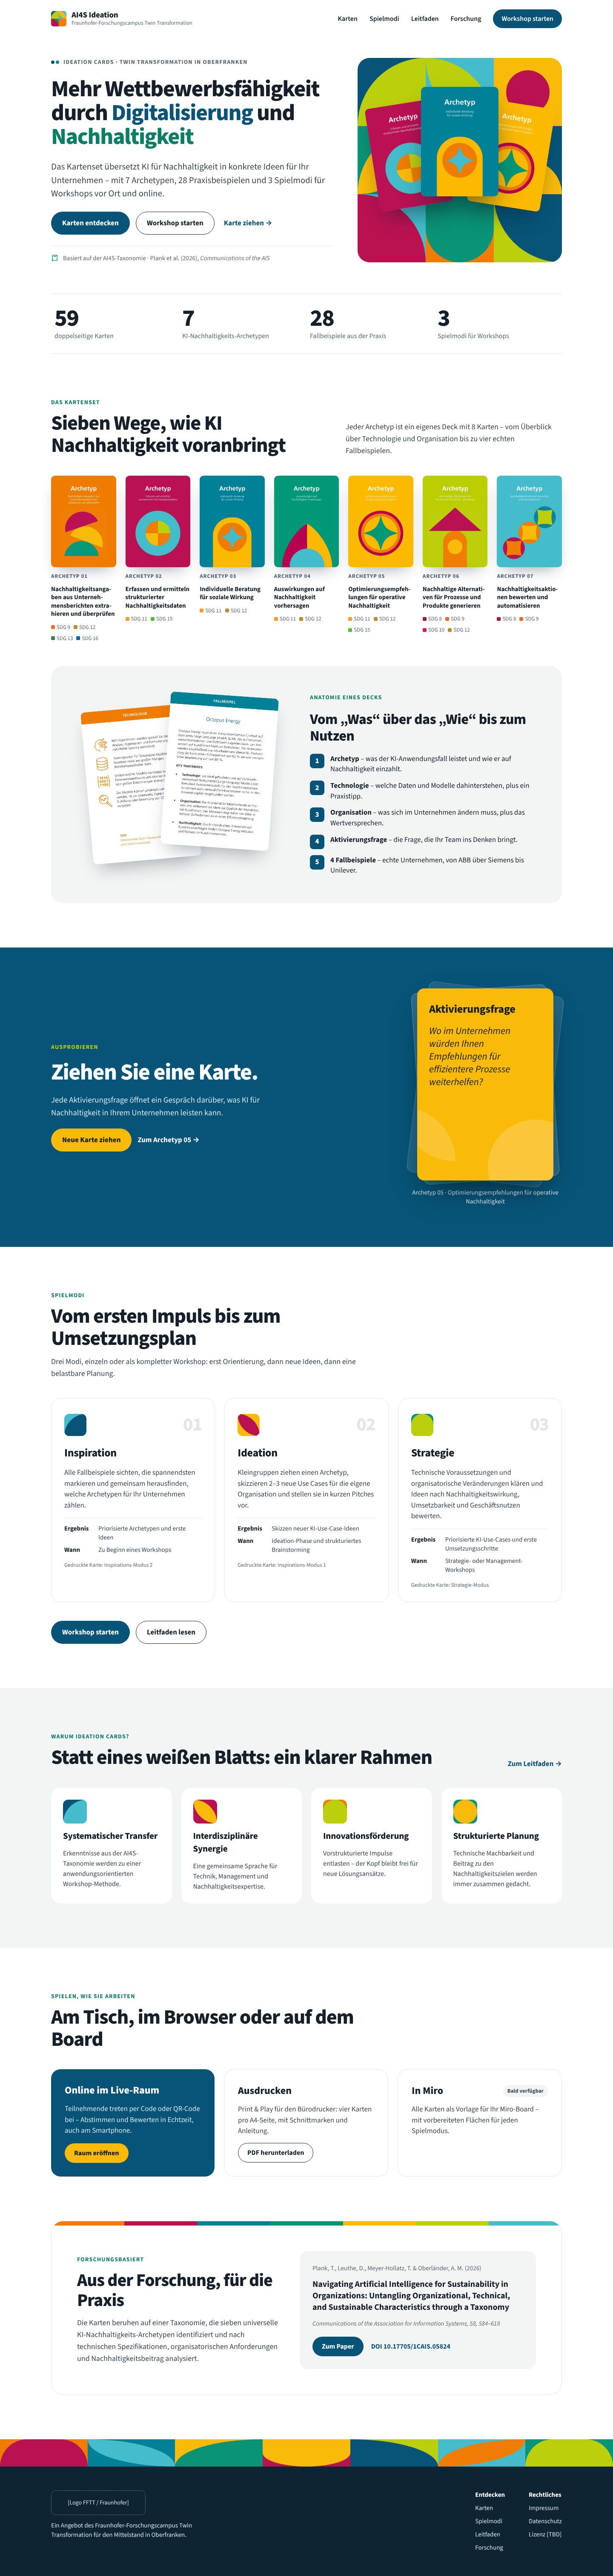 AI4S Ideation
Fraunhofer-Forschungscampus Twin Transformation
Karten
Spielmodi
Leitfaden
Forschung
Workshop starten
IDEATION CARDS · TWIN TRANSFORMATION IN OBERFRANKEN
Mehr Wettbewerbsfähigkeit
durch Digitalisierung und
Nachhaltigkeit
Das Kartenset übersetzt KI für Nachhaltigkeit in konkrete Ideen für Ihr
Unternehmen – mit 7 Archetypen, 28 Praxisbeispielen und 3 Spielmodi für
Workshops vor Ort und online.
Karten entdecken
Workshop starten
Karte ziehen →
Basiert auf der AI4S-Taxonomie · Plank et al. (2026), Communications of the AIS
Archetyp
Archetyp
Archetyp
59
doppelseitige Karten
7
KI-Nachhaltigkeits-Archetypen
28
Fallbeispiele aus der Praxis
3
Spielmodi für Workshops
DAS KARTENSET
Sieben Wege, wie KI
Nachhaltigkeit voranbringt
Jeder Archetyp ist ein eigenes Deck mit 8 Karten – vom Überblick
über Technologie und Organisation bis zu vier echten
Fallbeispielen.
Archetyp
Archetyp
Archetyp
Archetyp
Archetyp
Archetyp
Archetyp
ARCHETYP 01
Nachhaltigkeitsanga-
ben aus Unterneh-
mensberichten extra-
hieren und überprüfen
SDG 9
SDG 12
SDG 13
SDG 16
ARCHETYP 02
Erfassen und ermitteln
strukturierter
Nachhaltigkeitsdaten
SDG 11
SDG 15
ARCHETYP 03
Individuelle Beratung
für soziale Wirkung
SDG 11
SDG 12
ARCHETYP 04
Auswirkungen auf
Nachhaltigkeit
vorhersagen
SDG 11
SDG 12
ARCHETYP 05
Optimierungsempfeh-
lungen für operative
Nachhaltigkeit
SDG 11
SDG 12
SDG 15
ARCHETYP 06
Nachhaltige Alternati-
ven für Prozesse und
Produkte generieren
SDG 8
SDG 9
SDG 10
SDG 12
ARCHETYP 07
Nachhaltigkeitsaktio-
nen bewerten und
automatisieren
SDG 8
SDG 9
TECHNOLOGIE
FALLBEISPIEL
Octopus Energy
ANATOMIE EINES DECKS
Vom „Was“ über das „Wie“ bis zum
Nutzen
1 Archetyp – was der KI-Anwendungsfall leistet und wie er auf
Nachhaltigkeit einzahlt.
2 Technologie – welche Daten und Modelle dahinterstehen, plus ein
Praxistipp.
3 Organisation – was sich im Unternehmen ändern muss, plus das
Wertversprechen.
4 Aktivierungsfrage – die Frage, die Ihr Team ins Denken bringt.
5 4 Fallbeispiele – echte Unternehmen, von ABB über Siemens bis
Unilever.
AUSPROBIEREN
Ziehen Sie eine Karte.
Jede Aktivierungsfrage öffnet ein Gespräch darüber, was KI für
Nachhaltigkeit in Ihrem Unternehmen leisten kann.
Neue Karte ziehen
Zum Archetyp 05 →
Aktivierungsfrage
Wo im Unternehmen
würden Ihnen
Empfehlungen für
effizientere Prozesse
weiterhelfen?
Archetyp 05 · Optimierungsempfehlungen für operative
Nachhaltigkeit
SPIELMODI
Vom ersten Impuls bis zum
Umsetzungsplan
Drei Modi, einzeln oder als kompletter Workshop: erst Orientierung, dann neue Ideen, dann eine
belastbare Planung.
01
Inspiration
Alle Fallbeispiele sichten, die spannendsten
markieren und gemeinsam herausfinden,
welche Archetypen für Ihr Unternehmen
zählen.
Ergebnis Priorisierte Archetypen und erste
Ideen
Wann Zu Beginn eines Workshops
Gedruckte Karte: Inspirations-Modus 2
02
Ideation
Kleingruppen ziehen einen Archetyp,
skizzieren 2–3 neue Use Cases für die eigene
Organisation und stellen sie in kurzen Pitches
vor.
Ergebnis Skizzen neuer KI-Use-Case-Ideen
Wann Ideation-Phase und strukturiertes
Brainstorming
Gedruckte Karte: Inspirations-Modus 1
03
Strategie
Technische Voraussetzungen und
organisatorische Veränderungen klären und
Ideen nach Nachhaltigkeitswirkung,
Umsetzbarkeit und Geschäftsnutzen
bewerten.
Ergebnis Priorisierte KI-Use-Cases und erste
Umsetzungsschritte
Wann Strategie- oder Management-
Workshops
Gedruckte Karte: Strategie-Modus
Workshop starten
Leitfaden lesen
WARUM IDEATION CARDS?
Statt eines weißen Blatts: ein klarer Rahmen
Zum Leitfaden →
Systematischer Transfer
Erkenntnisse aus der AI4S-
Taxonomie werden zu einer
anwendungsorientierten
Workshop-Methode.
Interdisziplinäre
Synergie
Eine gemeinsame Sprache für
Technik, Management und
Nachhaltigkeitsexpertise.
Innovationsförderung
Vorstrukturierte Impulse
entlasten – der Kopf bleibt frei für
neue Lösungsansätze.
Strukturierte Planung
Technische Machbarkeit und
Beitrag zu den
Nachhaltigkeitszielen werden
immer zusammen gedacht.
SPIELEN, WIE SIE ARBEITEN
Am Tisch, im Browser oder auf dem
Board
Online im Live-Raum
Teilnehmende treten per Code oder QR-Code
bei – Abstimmen und Bewerten in Echtzeit,
auch am Smartphone.
Raum eröffnen
Ausdrucken
Print & Play für den Bürodrucker: vier Karten
pro A4-Seite, mit Schnittmarken und
Anleitung.
PDF herunterladen
In Miro
Bald verfügbar
Alle Karten als Vorlage für Ihr Miro-Board –
mit vorbereiteten Flächen für jeden
Spielmodus.
FORSCHUNGSBASIERT
Aus der Forschung, für die
Praxis
Die Karten beruhen auf einer Taxonomie, die sieben universelle
KI-Nachhaltigkeits-Archetypen identifiziert und nach
technischen Spezifikationen, organisatorischen Anforderungen
und Nachhaltigkeitsbeitrag analysiert.
Plank, T., Leuthe, D., Meyer-Hollatz, T. & Oberländer, A. M. (2026)
Navigating Artificial Intelligence for Sustainability in
Organizations: Untangling Organizational, Technical,
and Sustainable Characteristics through a Taxonomy
Communications of the Association for Information Systems, 58, 584–618
Zum Paper
DOI 10.17705/1CAIS.05824
[Logo FFTT / Fraunhofer]
Ein Angebot des Fraunhofer-Forschungscampus Twin
Transformation für den Mittelstand in Oberfranken.
Entdecken
Karten
Spielmodi
Leitfaden
Forschung
Rechtliches
Impressum
Datenschutz
Lizenz [TBD]